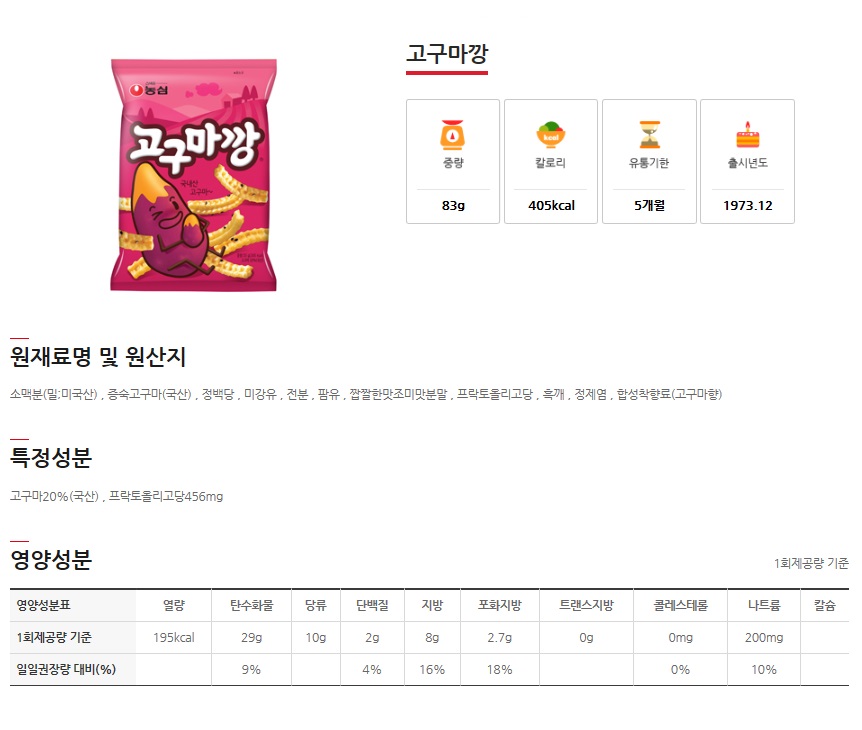 고구마깡
농심
고구마깡
국내산
고구마~
중량
칼로리
유통기한
출시년도
kcal
83g
405kcal
5개월
1973.12
원재료명 및 원산지
소맥분(밀:미국산) , 증숙고구마(국산) , 정백당 , 미강유 , 전분 , 팜유 , 짭짤한맛조미맛분말 , 프락토올리고당 , 흑깨 , 정제염 , 합성착향료(고구마향)
특정성분
고구마20%(국산) , 프락토올리고당456mg
영양성분
1회제공량 기준
영양성분표 열량 탄수화물 당류 단백질 지방 포화지방 트랜스지방 콜레스테롤 나트륨 칼슘
1회제공량 기준 195kcal 29g 10g 2g 8g 2.7g 0g 0mg 200mg
일일권장량 대비(%) 9% 4% 16% 18% 0% 10%